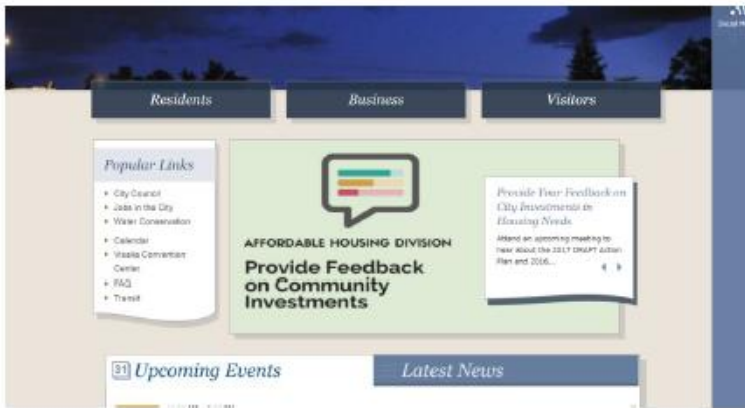 Social M
Residents
Business
Visitors
Popular Links
City Council
Jobs in the City
Water Conservation
Calendar
Visalia Convention
Center
FAQ
Transit
AFFORDABLE HOUSING DIVISION
Provide Feedback
on Community
Investments
Provide Your Feedback on
City Investments in
Housing Needs
Attend an upcoming meeting to
hear about the 2017 DRAFT Action
Plan and 2016...
31 Upcoming Events
Latest News